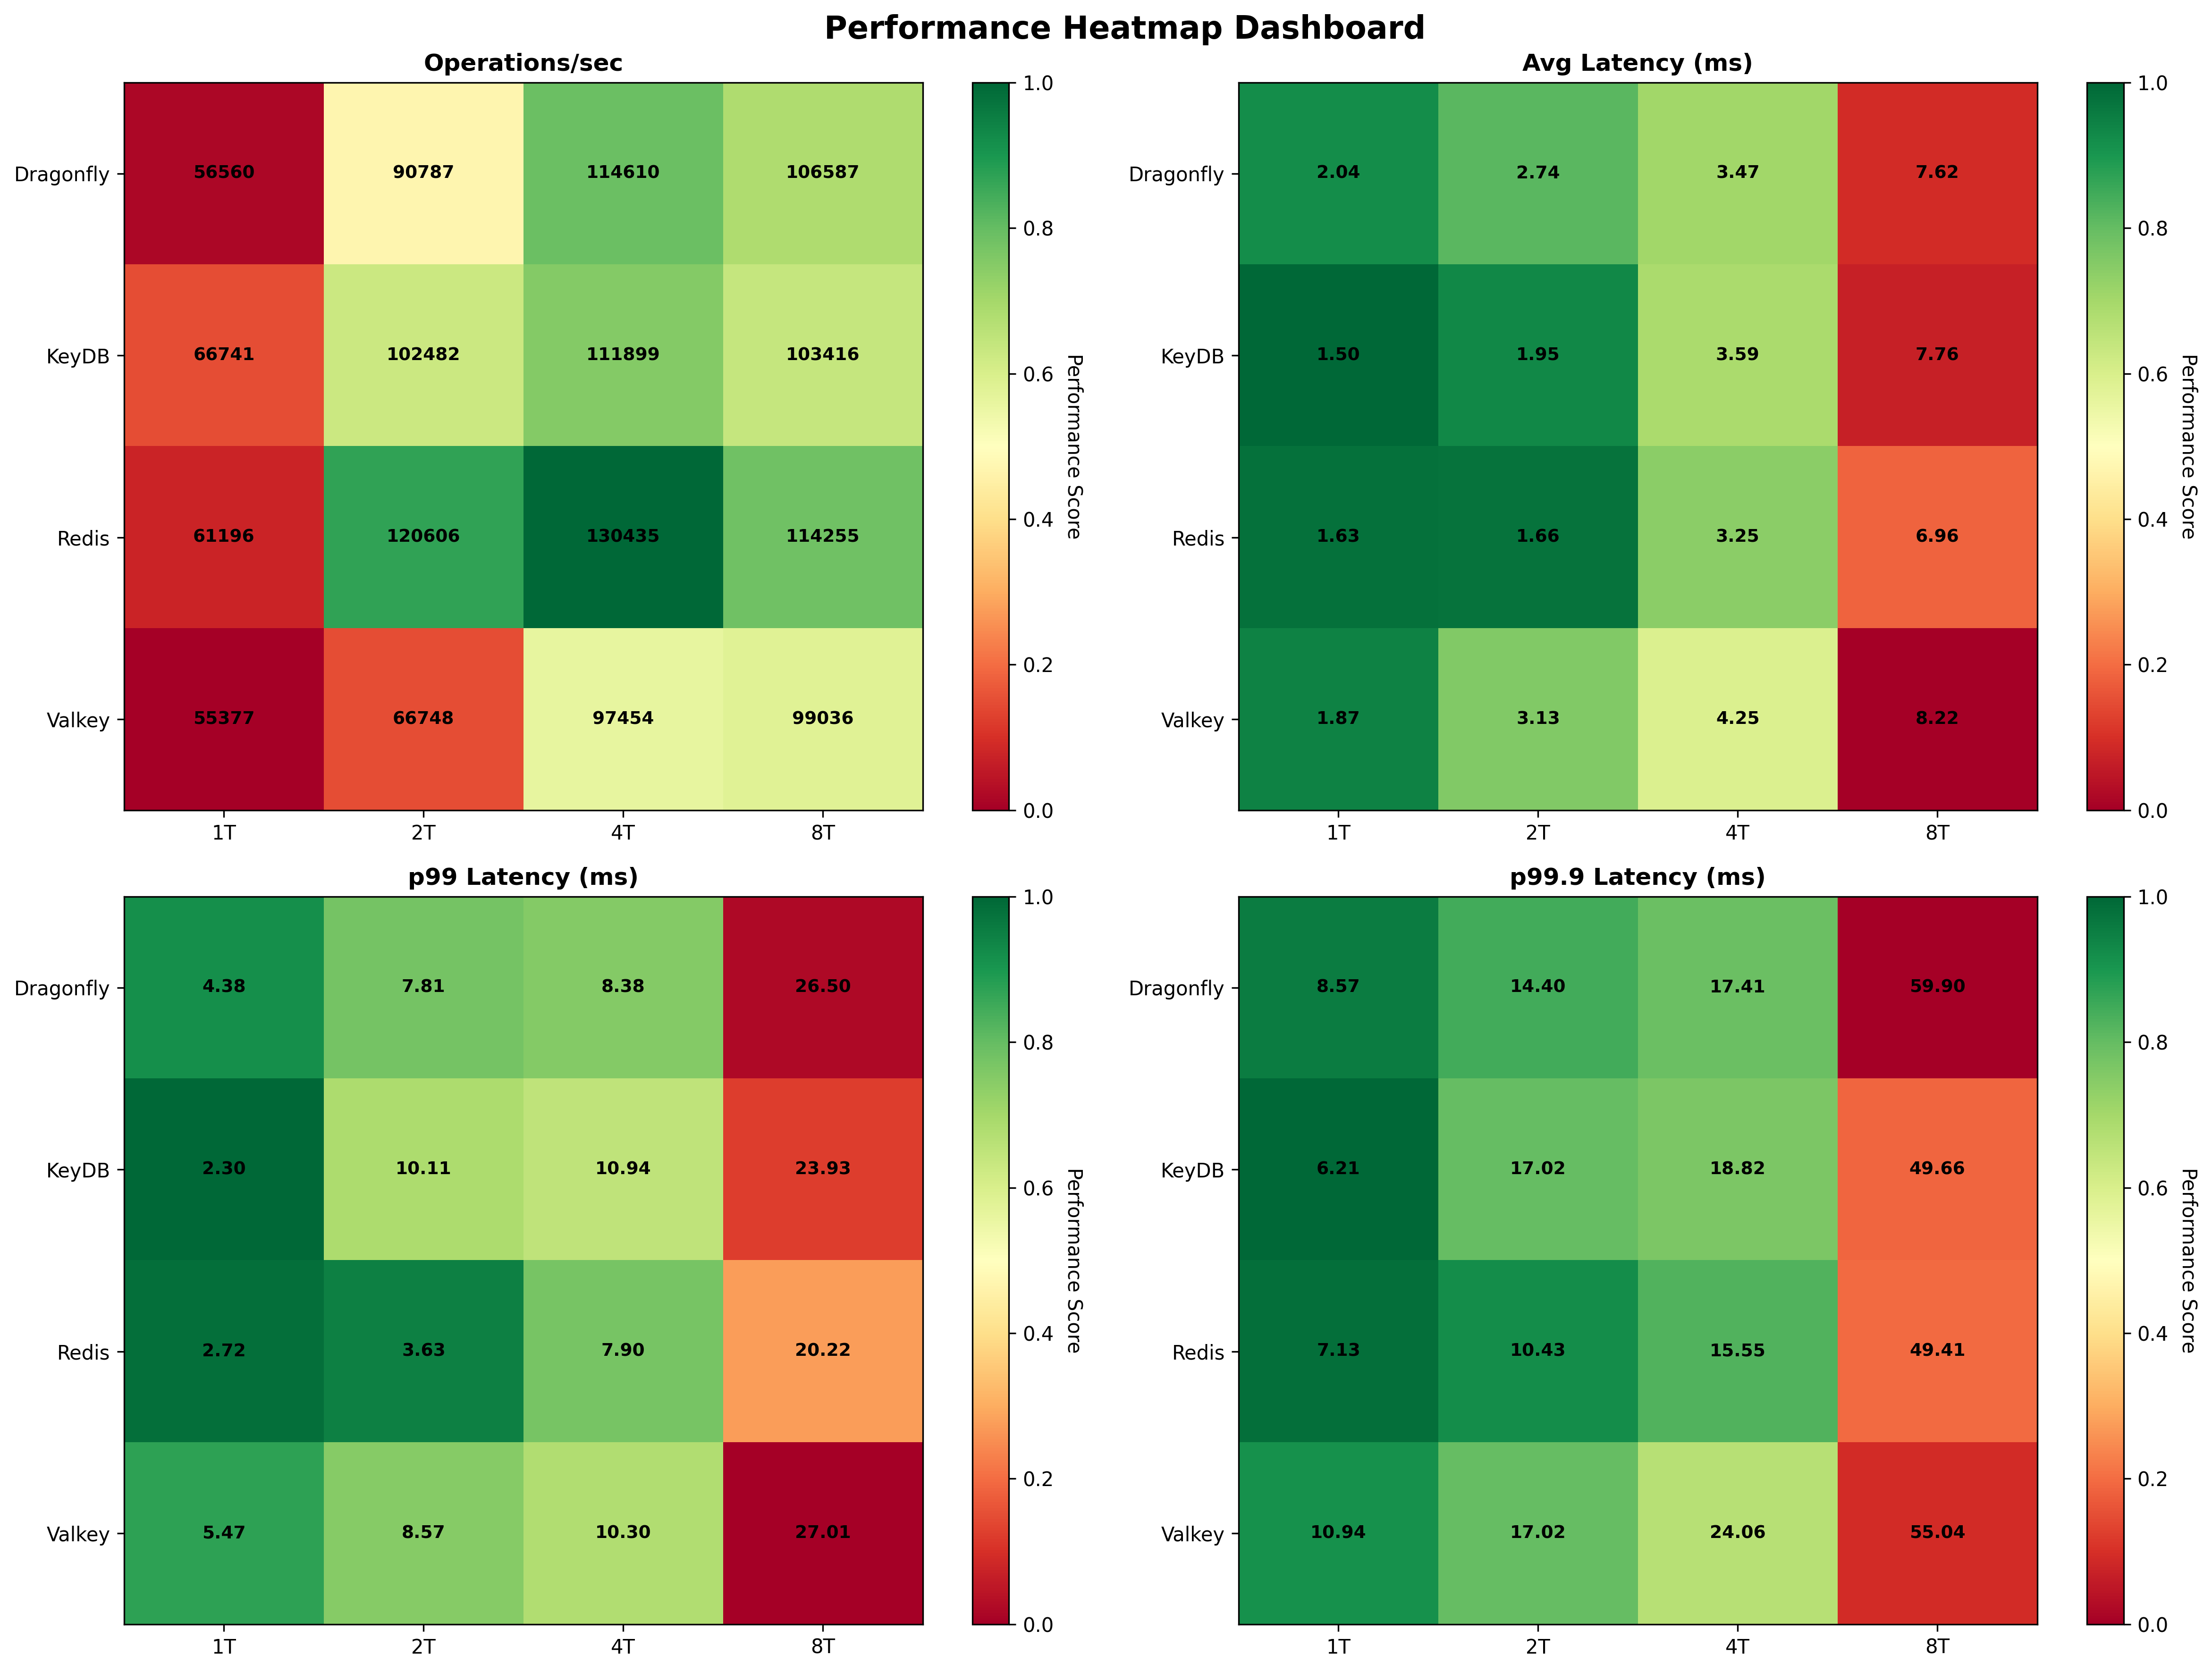 Performance Heatmap Dashboard
Operations/sec
Dragonfly 56560 90787 114610 106587
KeyDB 66741 102482 111899 103416
Redis 61196 120606 130435 114255
Valkey 55377 66748 97454 99036
1T 2T 4T 8T
1.0
0.8
0.6
0.4
0.2
0.0
Performance Score
Avg Latency (ms)
Dragonfly 2.04 2.74 3.47 7.62
KeyDB 1.50 1.95 3.59 7.76
Redis 1.63 1.66 3.25 6.96
Valkey 1.87 3.13 4.25 8.22
1T 2T 4T 8T
1.0
0.8
0.6
0.4
0.2
0.0
Performance Score
p99 Latency (ms)
Dragonfly 4.38 7.81 8.38 26.50
KeyDB 2.30 10.11 10.94 23.93
Redis 2.72 3.63 7.90 20.22
Valkey 5.47 8.57 10.30 27.01
1T 2T 4T 8T
1.0
0.8
0.6
0.4
0.2
0.0
Performance Score
p99.9 Latency (ms)
Dragonfly 8.57 14.40 17.41 59.90
KeyDB 6.21 17.02 18.82 49.66
Redis 7.13 10.43 15.55 49.41
Valkey 10.94 17.02 24.06 55.04
1T 2T 4T 8T
1.0
0.8
0.6
0.4
0.2
0.0
Performance Score